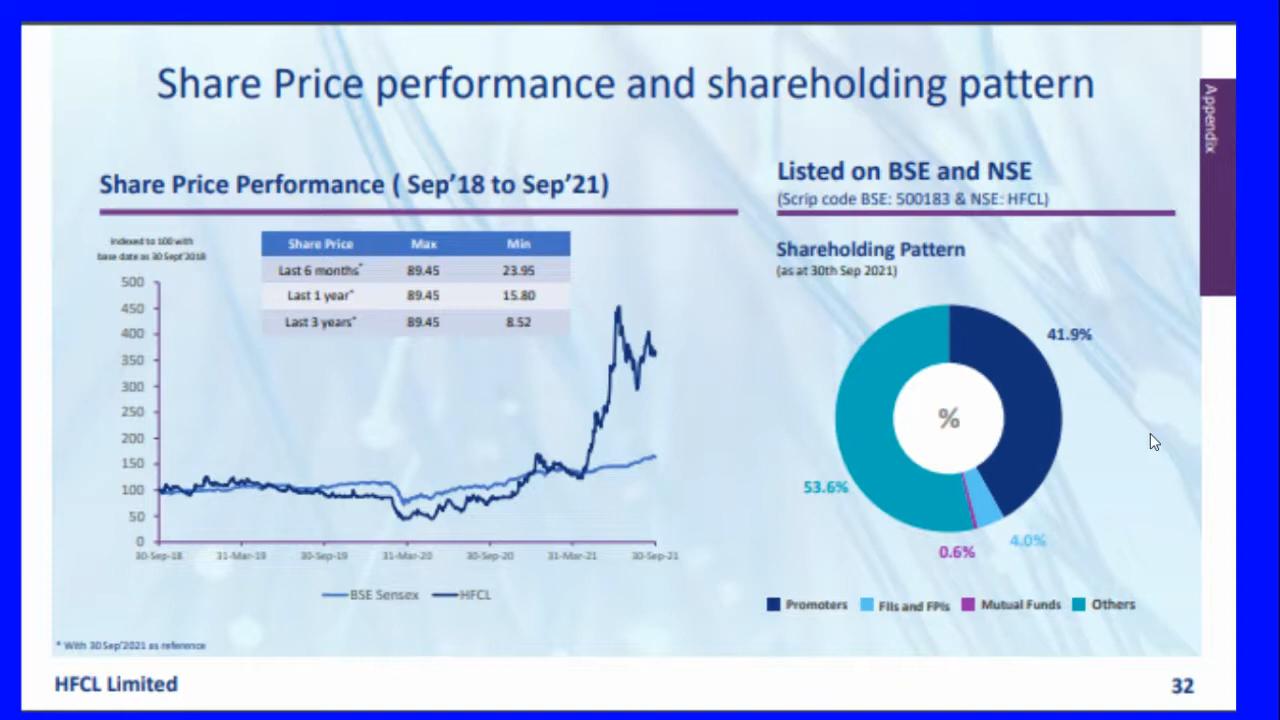 Share Price performance and shareholding pattern
Appendix
Share Price Performance ( Sep'18 to Sep'21)
Indexed to 100 with
base date as 30 Sept'2018
Share Price Max Min
Last 6 months* 89.45 23.95
Last 1 year* 89.45 15.80
Last 3 years* 89.45 8.52
500
450
400
350
300
250
200
150
100
50
0
30-Sep-18 31-Mar-19 30-Sep-19 31-Mar-20 30-Sep-20 31-Mar-21 30-Sep-21
BSE Sensex HFCL
* With 30 Sep'2021 as reference
Listed on BSE and NSE
(Scrip code BSE: 500183 & NSE: HFCL)
Shareholding Pattern
(as at 30th Sep 2021)
41.9%
%
53.6%
4.0%
0.6%
Promoters FIIs and FPIs Mutual Funds Others
HFCL Limited
32